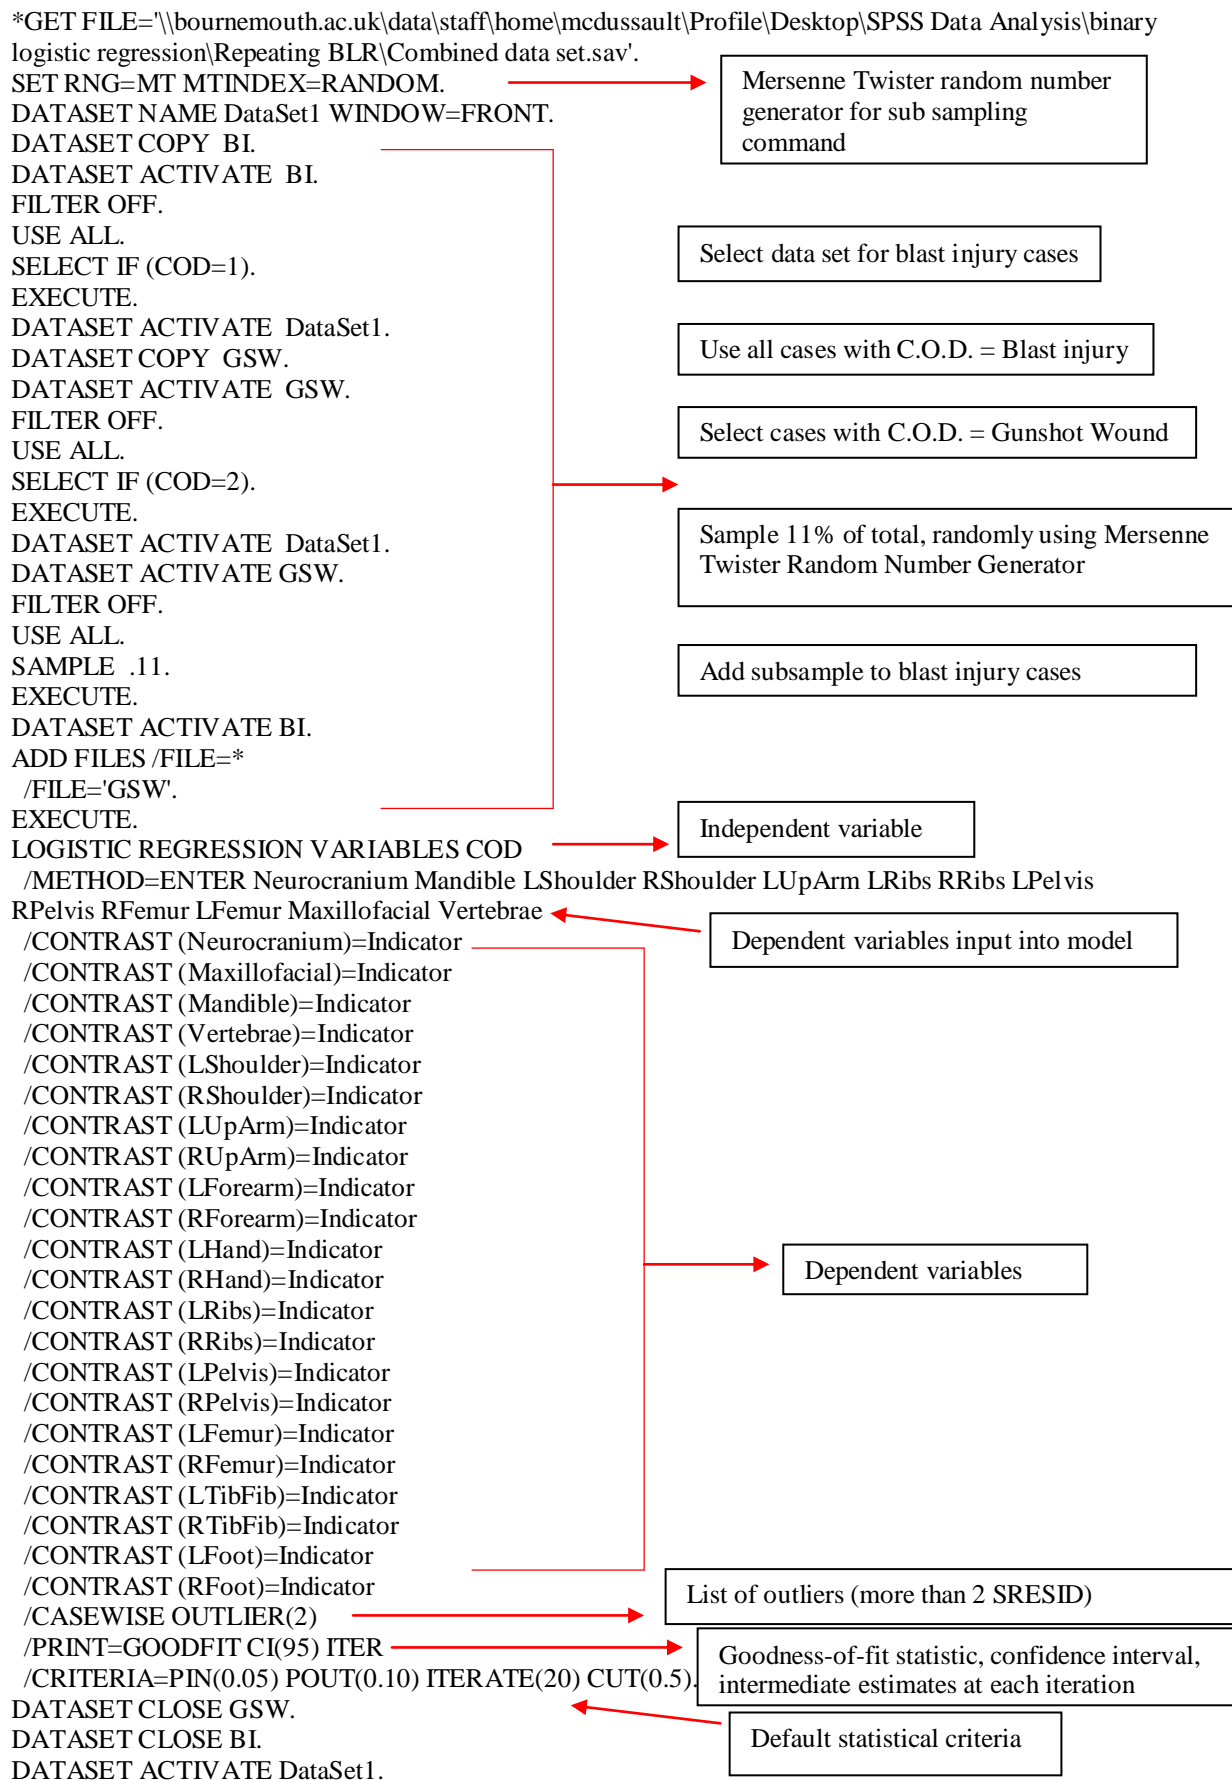 *GET FILE='\\bournemouth.ac.uk\data\staff\home\mcdussault\Profile\Desktop\SPSS Data Analysis\binary
logistic regression\Repeating BLR\Combined data set.sav'.
SET RNG=MT MTINDEX=RANDOM.
Mersenne Twister random number
generator for sub sampling
command
DATASET NAME DataSet1 WINDOW=FRONT.
DATASET COPY BI.
DATASET ACTIVATE BI.
FILTER OFF.
USE ALL.
SELECT IF (COD=1).
EXECUTE.
DATASET ACTIVATE DataSet1.
DATASET COPY GSW.
DATASET ACTIVATE GSW.
FILTER OFF.
USE ALL.
SELECT IF (COD=2).
EXECUTE.
DATASET ACTIVATE DataSet1.
DATASET ACTIVATE GSW.
FILTER OFF.
USE ALL.
SAMPLE .11.
EXECUTE.
DATASET ACTIVATE BI.
ADD FILES /FILE=*
/FILE='GSW'.
EXECUTE.
Select data set for blast injury cases
Use all cases with C.O.D. = Blast injury
Select cases with C.O.D. = Gunshot Wound
Sample 11% of total, randomly using Mersenne
Twister Random Number Generator
Add subsample to blast injury cases
LOGISTIC REGRESSION VARIABLES COD
Independent variable
/METHOD=ENTER Neurocranium Mandible LShoulder RShoulder LUpArm LRibs RRibs LPelvis
RPelvis RFemur LFemur Maxillofacial Vertebrae
Dependent variables input into model
/CONTRAST (Neurocranium)=Indicator
/CONTRAST (Maxillofacial)=Indicator
/CONTRAST (Mandible)=Indicator
/CONTRAST (Vertebrae)=Indicator
/CONTRAST (LShoulder)=Indicator
/CONTRAST (RShoulder)=Indicator
/CONTRAST (LUpArm)=Indicator
/CONTRAST (RUpArm)=Indicator
/CONTRAST (LForearm)=Indicator
/CONTRAST (RForearm)=Indicator
/CONTRAST (LHand)=Indicator
/CONTRAST (RHand)=Indicator
/CONTRAST (LRibs)=Indicator
/CONTRAST (RRibs)=Indicator
/CONTRAST (LPelvis)=Indicator
/CONTRAST (RPelvis)=Indicator
/CONTRAST (LFemur)=Indicator
/CONTRAST (RFemur)=Indicator
/CONTRAST (LTibFib)=Indicator
/CONTRAST (RTibFib)=Indicator
/CONTRAST (LFoot)=Indicator
/CONTRAST (RFoot)=Indicator
Dependent variables
/CASEWISE OUTLIER(2)
List of outliers (more than 2 SRESID)
/PRINT=GOODFIT CI(95) ITER
Goodness-of-fit statistic, confidence interval,
intermediate estimates at each iteration
/CRITERIA=PIN(0.05) POUT(0.10) ITERATE(20) CUT(0.5).
Default statistical criteria
DATASET CLOSE GSW.
DATASET CLOSE BI.
DATASET ACTIVATE DataSet1.